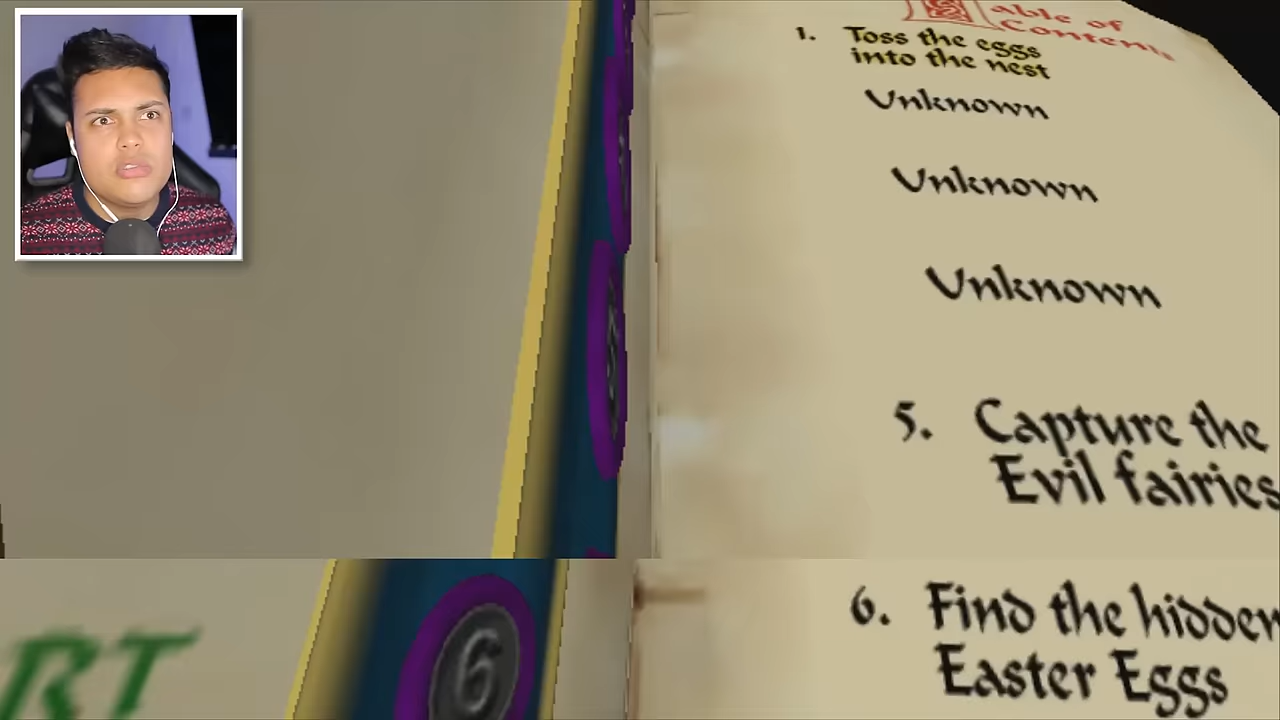 able of
Contents
1. Toss the eggs
into the nest
Unknown
Unknown
Unknown
5. Capture the
Evil fairies
6. Find the hidden
Easter Eggs
RT
6